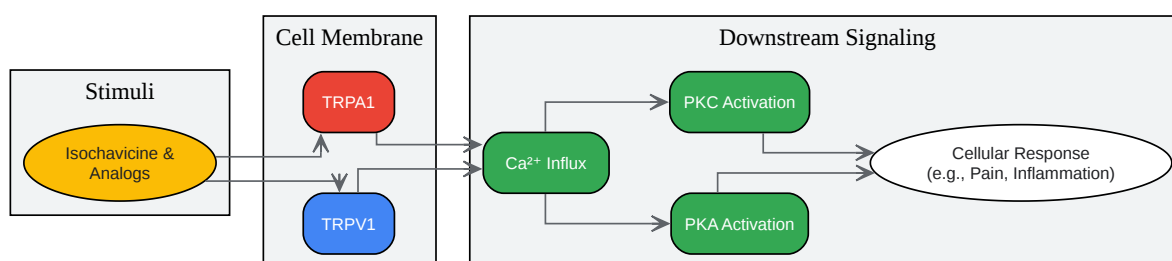 Stimuli
Isochavicine &
Analogs
Cell Membrane
TRPA1
TRPV1
Downstream Signaling
Ca²⁺ Influx
PKC Activation
PKA Activation
Cellular Response
(e.g., Pain, Inflammation)